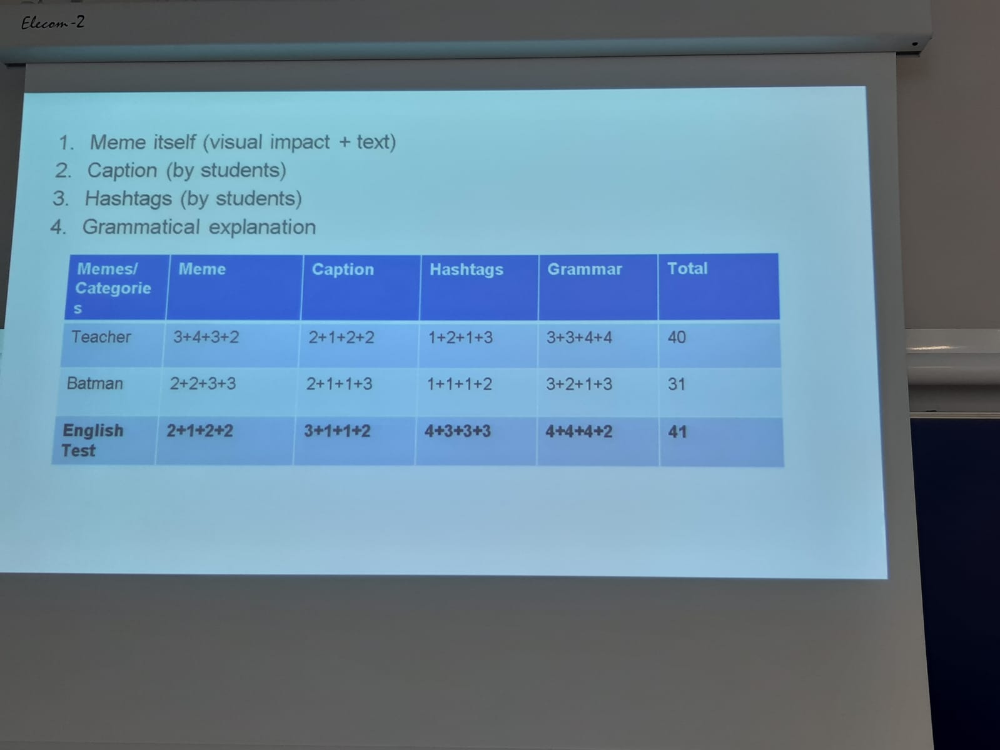 Elecom-2
1. Meme itself (visual impact + text)
2. Caption (by students)
3. Hashtags (by students)
4. Grammatical explanation
Memes/ Meme Caption Hashtags Grammar Total
Categorie
s
Teacher 3+4+3+2 2+1+2+2 1+2+1+3 3+3+4+4 40
Batman 2+2+3+3 2+1+1+3 1+1+1+2 3+2+1+3 31
English 2+1+2+2 3+1+1+2 4+3+3+3 4+4+4+2 41
Test